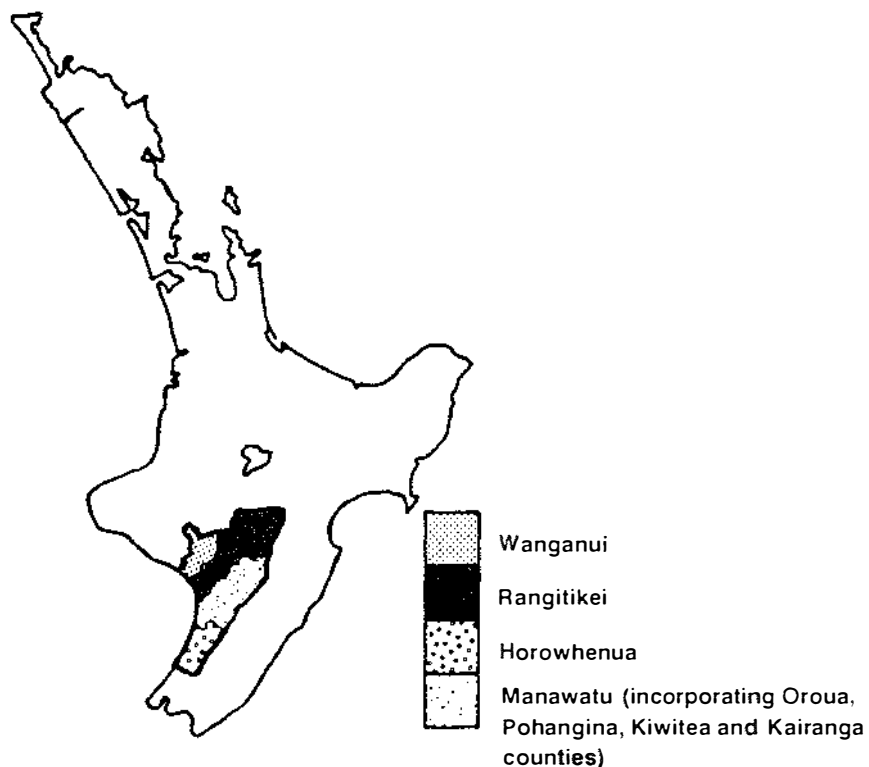 Wanganui
Rangitikei
Horowhenua
Manawatu (incorporating Oroua,
Pohangina, Kiwitea and Kairanga
counties)